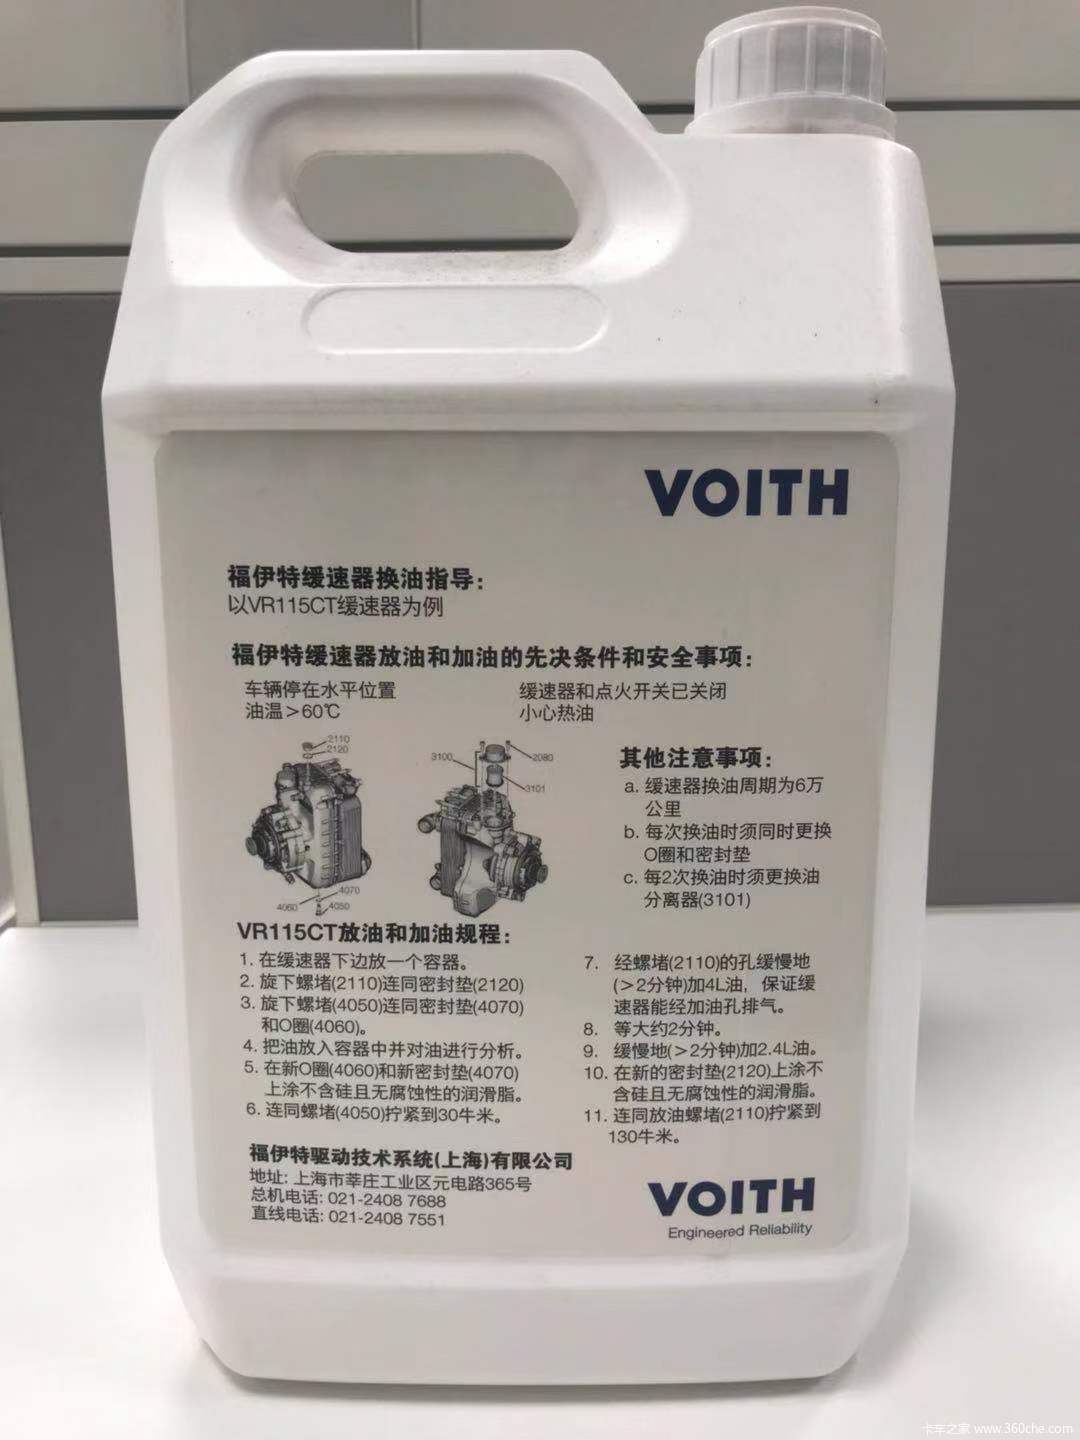 VOITH
福伊特缓速器换油指导:
以VR115CT缓速器为例
福伊特缓速器放油和加油的先决条件和安全事项:
车辆停在水平位置
油温>60℃
缓速器和点火开关已关闭
小心热油
2110
2120
4070
4060
4050
3100
2080
3101
其他注意事项:
a. 缓速器换油周期为6万
公里
b. 每次换油时须同时更换
O圈和密封垫
c. 每2次换油时须更换油
分离器(3101)
VR115CT放油和加油规程:
1. 在缓速器下边放一个容器。
2. 旋下螺堵(2110)连同密封垫(2120)
3. 旋下螺堵(4050)连同密封垫(4070)
和O圈(4060)。
4. 把油放入容器中并对油进行分析。
5. 在新O圈(4060)和新密封垫(4070)
上涂不含硅且无腐蚀性的润滑脂。
6. 连同螺堵(4050)拧紧到30牛米。
7. 经螺堵(2110)的孔缓慢地
(>2分钟)加4L油，保证缓
速器能经加油孔排气。
8. 等大约2分钟。
9. 缓慢地(>2分钟)加2.4L油。
10. 在新的密封垫(2120)上涂不
含硅且无腐蚀性的润滑脂。
11. 连同放油螺堵(2110)拧紧到
130牛米。
福伊特驱动技术系统(上海)有限公司
地址: 上海市莘庄工业区元电路365号
总机电话: 021-2408 7688
直线电话: 021-2408 7551
VOITH
Engineered Reliability
卡车之家 www.360che.com